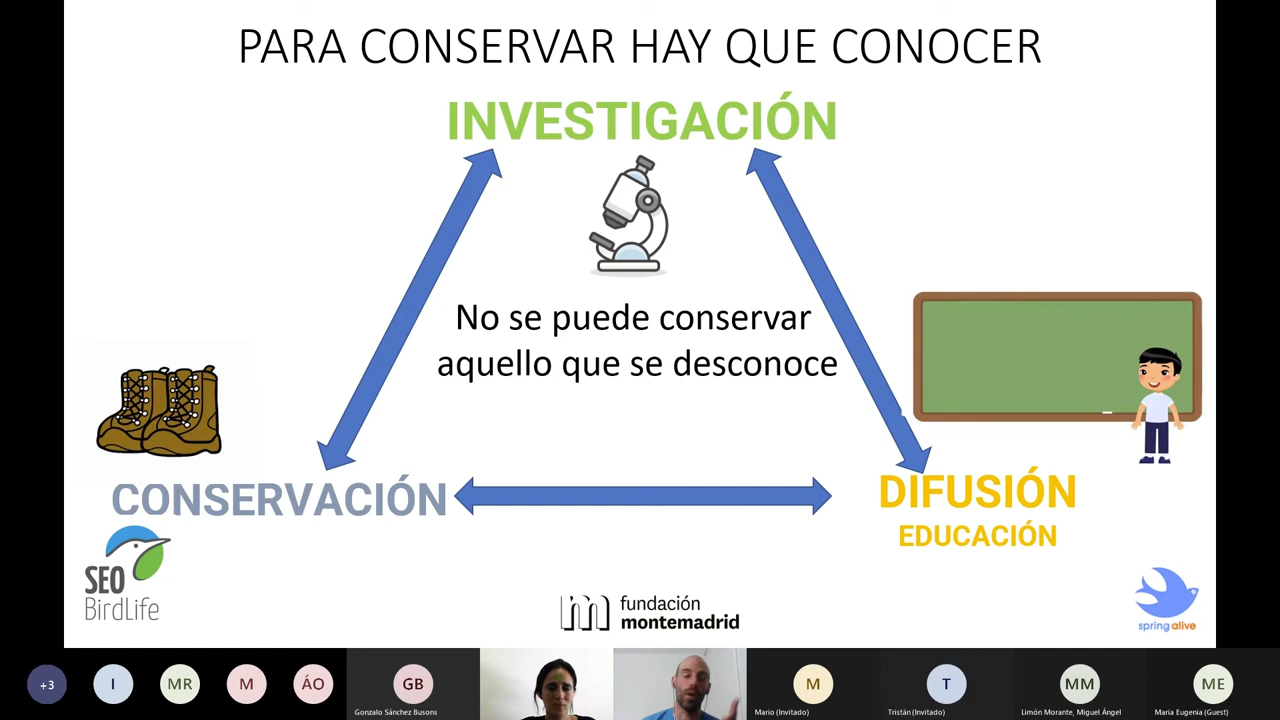 PARA CONSERVAR HAY QUE CONOCER
INVESTIGACIÓN
No se puede conservar
aquello que se desconoce
CONSERVACIÓN
DIFUSIÓN
EDUCACIÓN
SEO
BirdLife
m fundación
montemadrid
spring alive
+3
I
MR
M
ÁO
GB
Gonzalo Sánchez Busons
M
Mario (Invitado)
T
Tristán (Invitado)
MM
Limón Morante, Miguel Ángel
ME
María Eugenia (Guest)